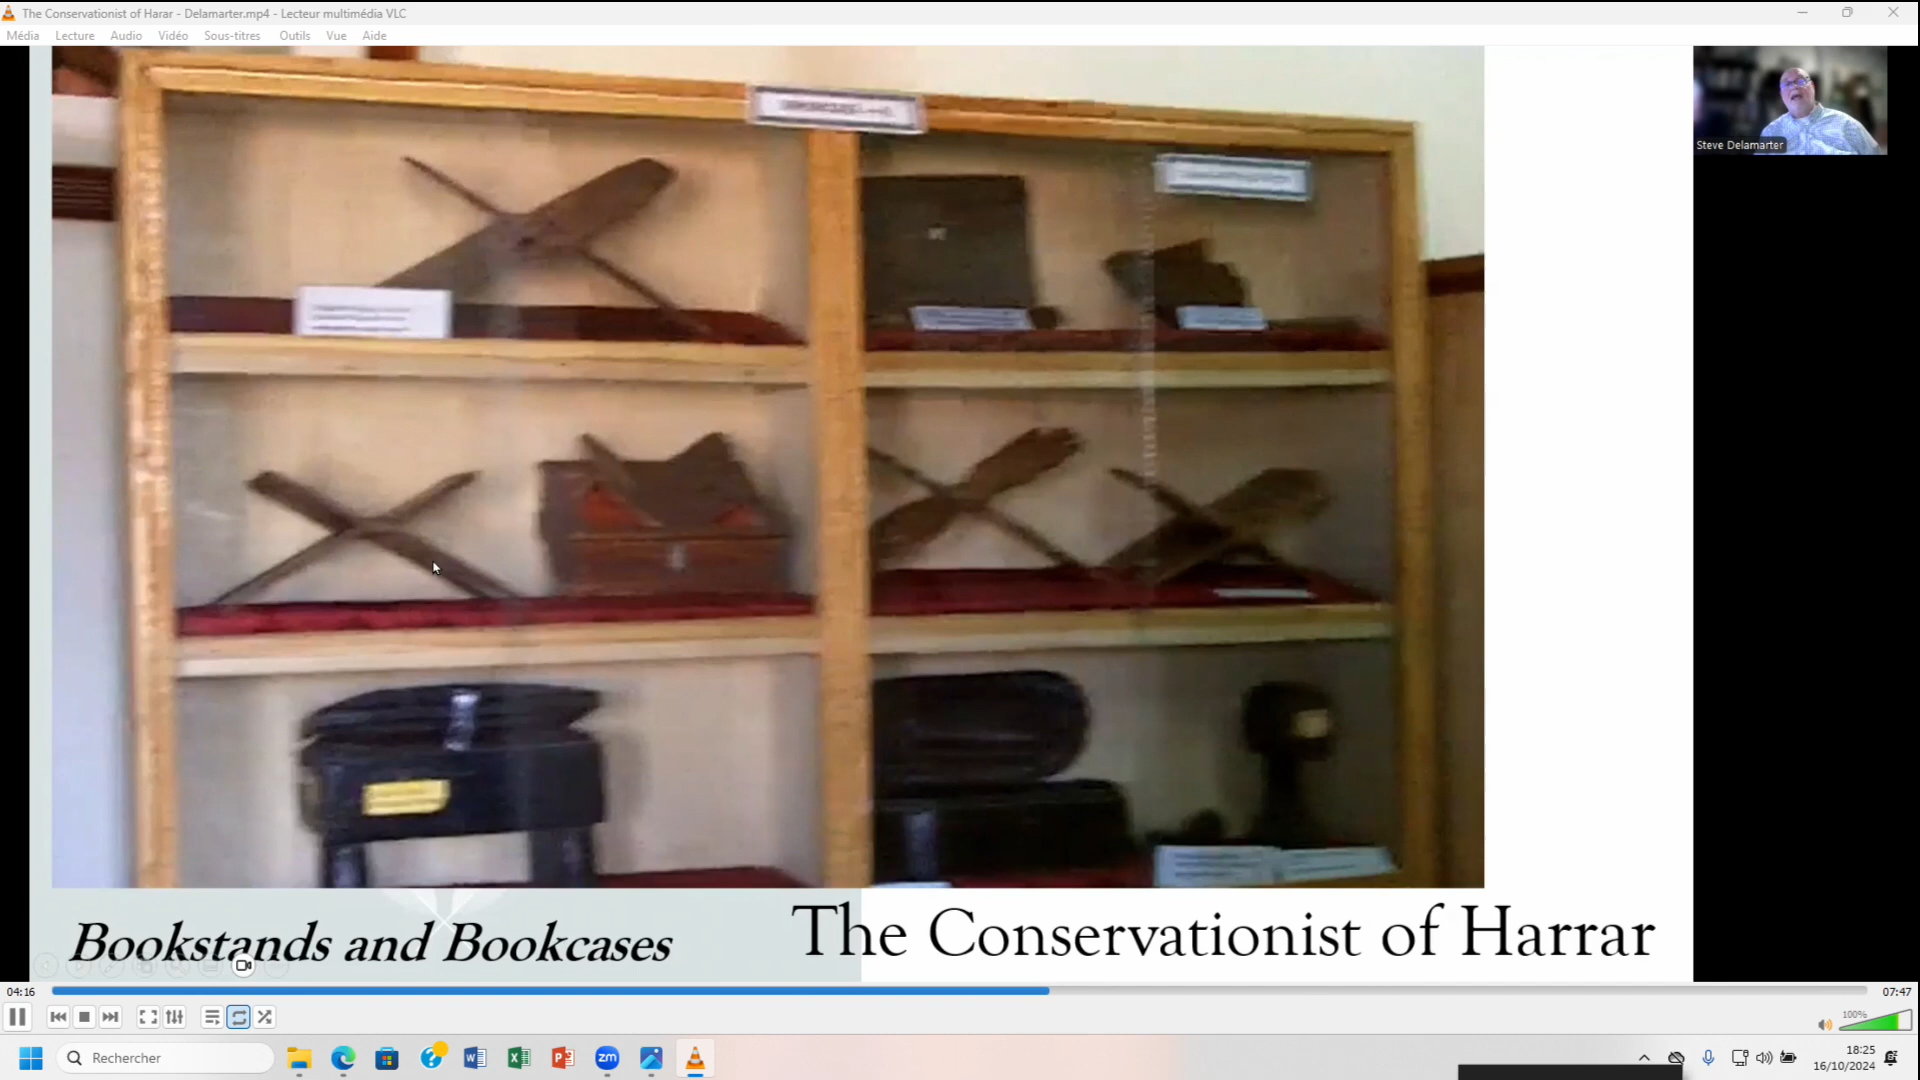 The Conservationist of Harar - Delamarter.mp4 - Lecteur multimédia VLC
Média Lecture Audio Vidéo Sous-titres Outils Vue Aide
Steve Delamarter
Bookstands and Bookcases
The Conservationist of Harrar
04:16
07:47
100%
Rechercher
zm
18:25
16/10/2024